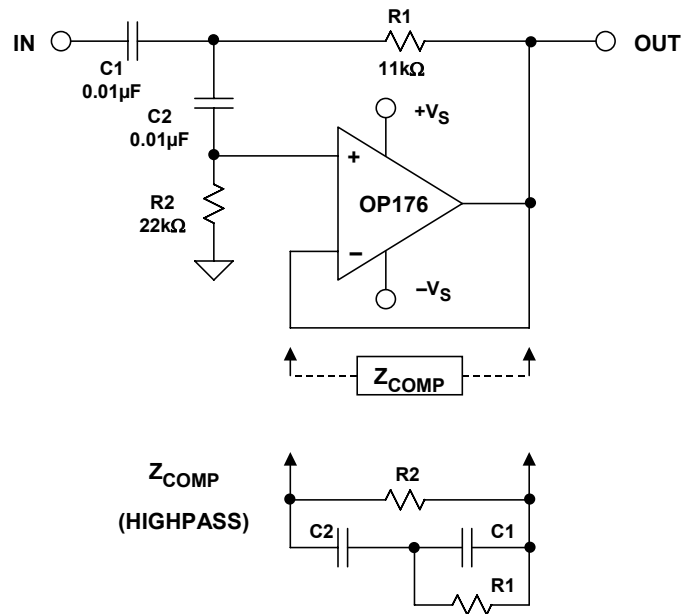 R1
IN
OUT
C1
0.01µF
11kΩ
C2
0.01µF
+VS
+
R2
22kΩ
OP176
–
–VS
ZCOMP
ZCOMP
(HIGHPASS)
R2
C2
C1
R1